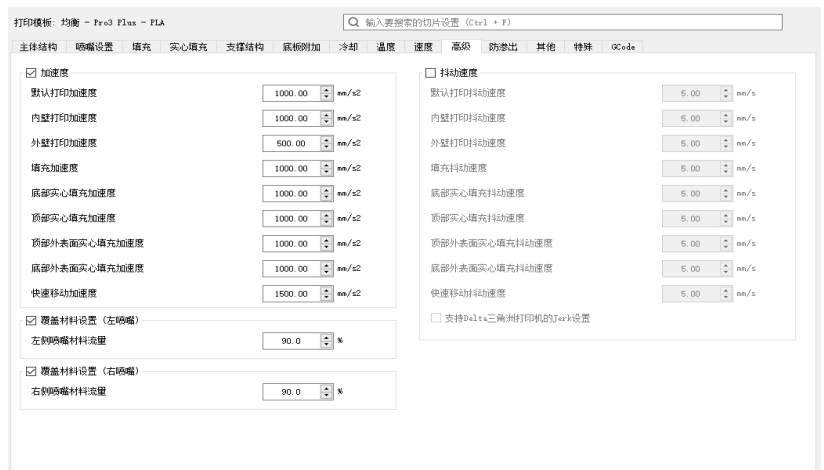 打印模板: 均衡 - Pro3 Plus - PLA
输入要搜索的切片设置 (Ctrl + F)
主体结构 喷嘴设置 填充 实心填充 支撑结构 底板附加 冷却 温度 速度 高级 防渗出 其他 特殊 GCode
加速度
默认打印加速度 1000.00 mm/s2
内壁打印加速度 1000.00 mm/s2
外壁打印加速度 500.00 mm/s2
填充加速度 1000.00 mm/s2
底部实心填充加速度 1000.00 mm/s2
顶部实心填充加速度 1000.00 mm/s2
顶部外表面实心填充加速度 1000.00 mm/s2
底部外表面实心填充加速度 1000.00 mm/s2
快速移动加速度 1500.00 mm/s2
覆盖材料设置 (左喷嘴)
左侧喷嘴材料流量 90.0 %
覆盖材料设置 (右喷嘴)
右侧喷嘴材料流量 90.0 %
抖动速度
默认打印抖动速度 5.00 mm/s
内壁打印抖动速度 5.00 mm/s
外壁打印抖动速度 5.00 mm/s
填充抖动速度 5.00 mm/s
底部实心填充抖动速度 5.00 mm/s
顶部实心填充抖动速度 5.00 mm/s
顶部外表面实心填充抖动速度 5.00 mm/s
底部外表面实心填充抖动速度 5.00 mm/s
快速移动抖动速度 5.00 mm/s
支持Delta三角洲打印机的Jerk设置